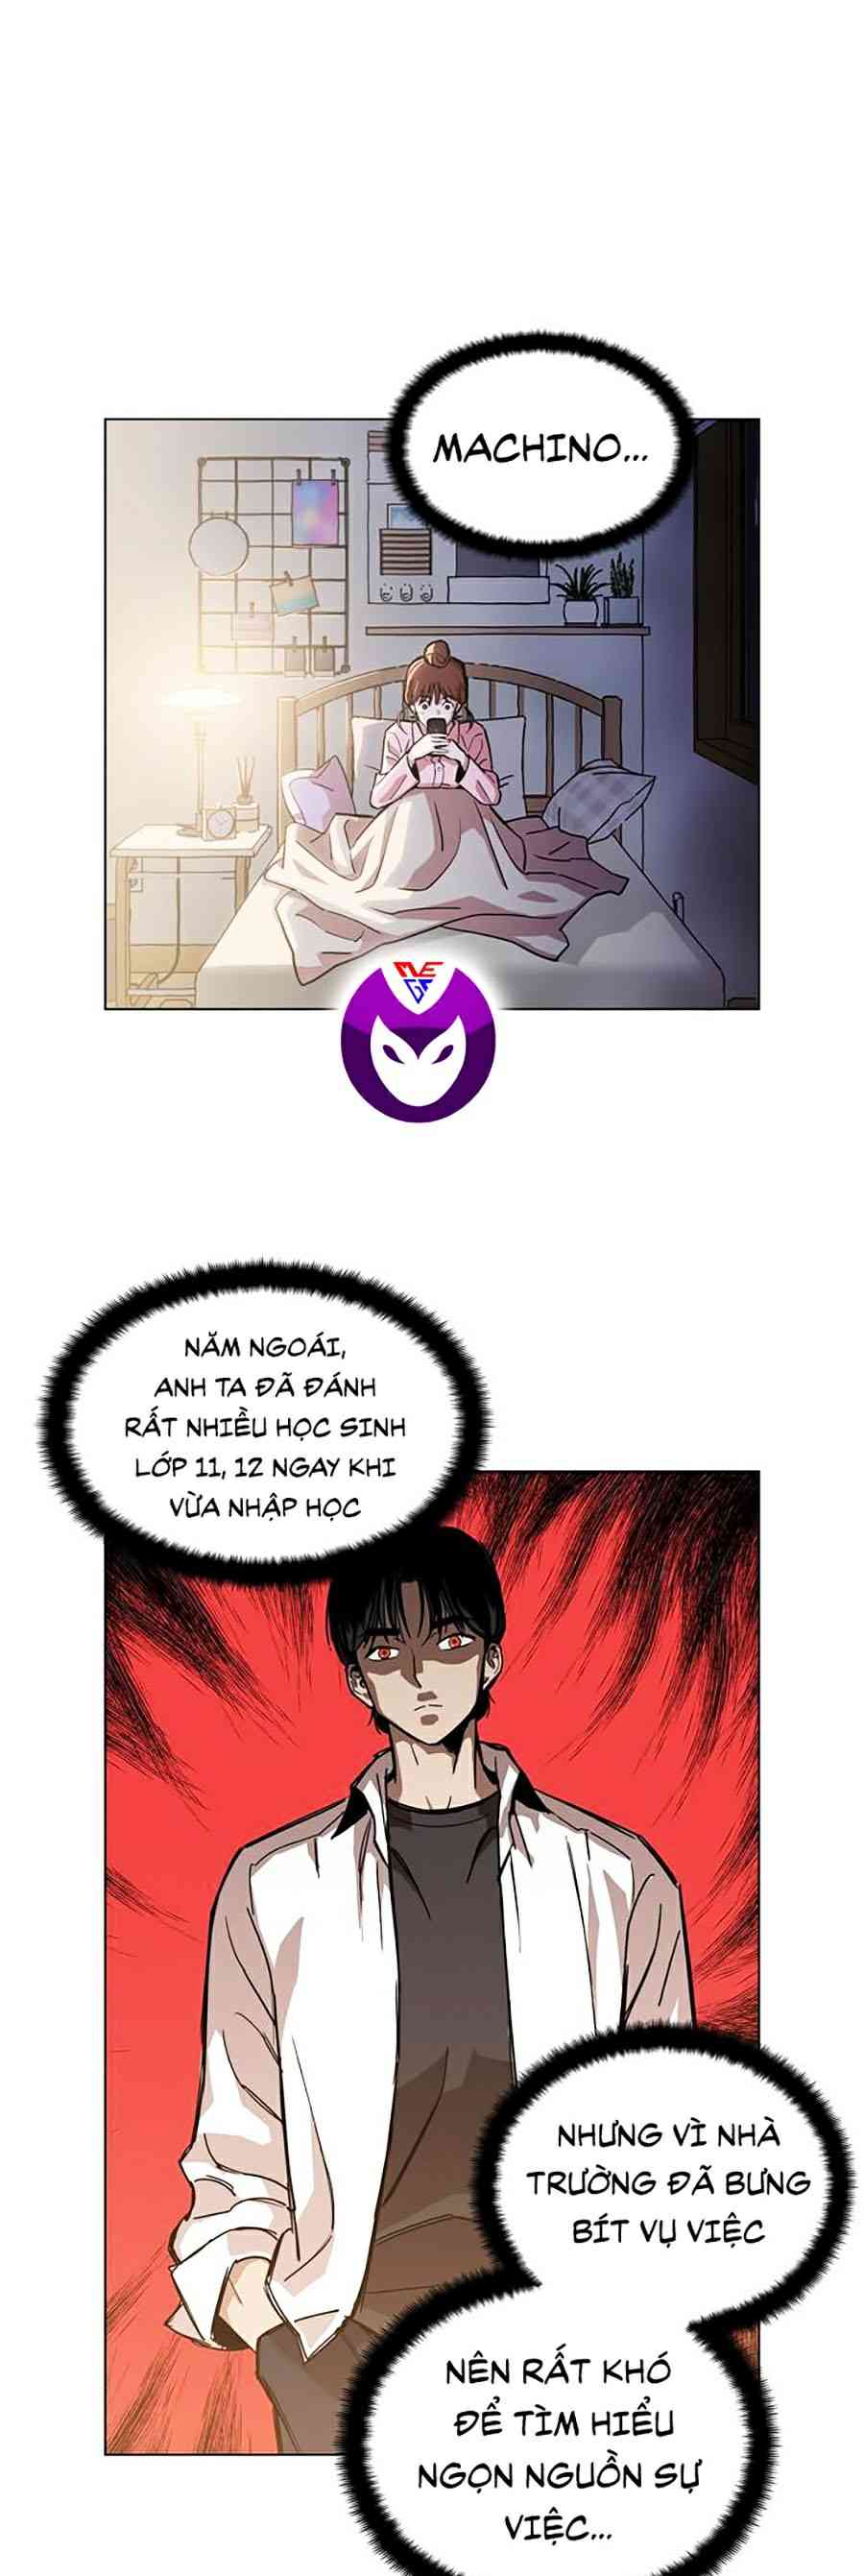 MACHINO...
ME
GF
NĂM NGOÁI,
ANH TA ĐÃ ĐÁNH
RẤT NHIỀU HỌC SINH
LỚP 11, 12 NGAY KHI
VỪA NHẬP HỌC
NHƯNG VÌ NHÀ
TRƯỜNG ĐÃ BƯNG
BÍT VỤ VIỆC
NÊN RẤT KHÓ
ĐỂ TÌM HIỂU
NGỌN NGUỒN SỰ
VIỆC...